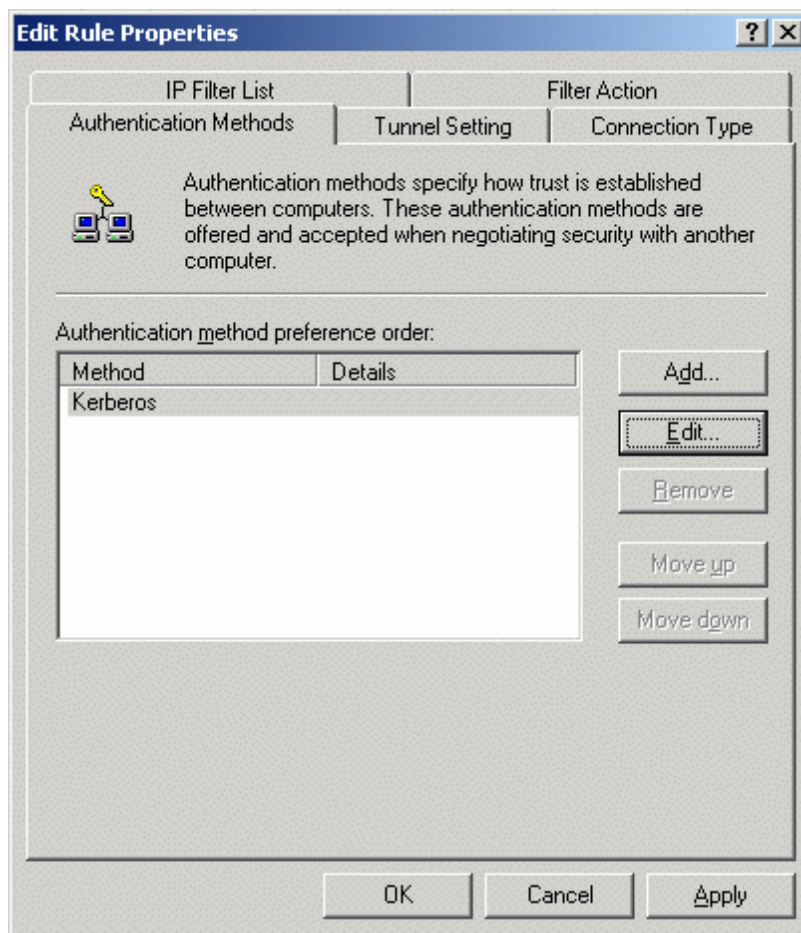 Edit Rule Properties
IP Filter List
Filter Action
Authentication Methods
Tunnel Setting
Connection Type
Authentication methods specify how trust is established
between computers. These authentication methods are
offered and accepted when negotiating security with another
computer.
Authentication method preference order:
Method Details
Kerberos
Add...
Edit...
Remove
Move up
Move down
OK Cancel Apply